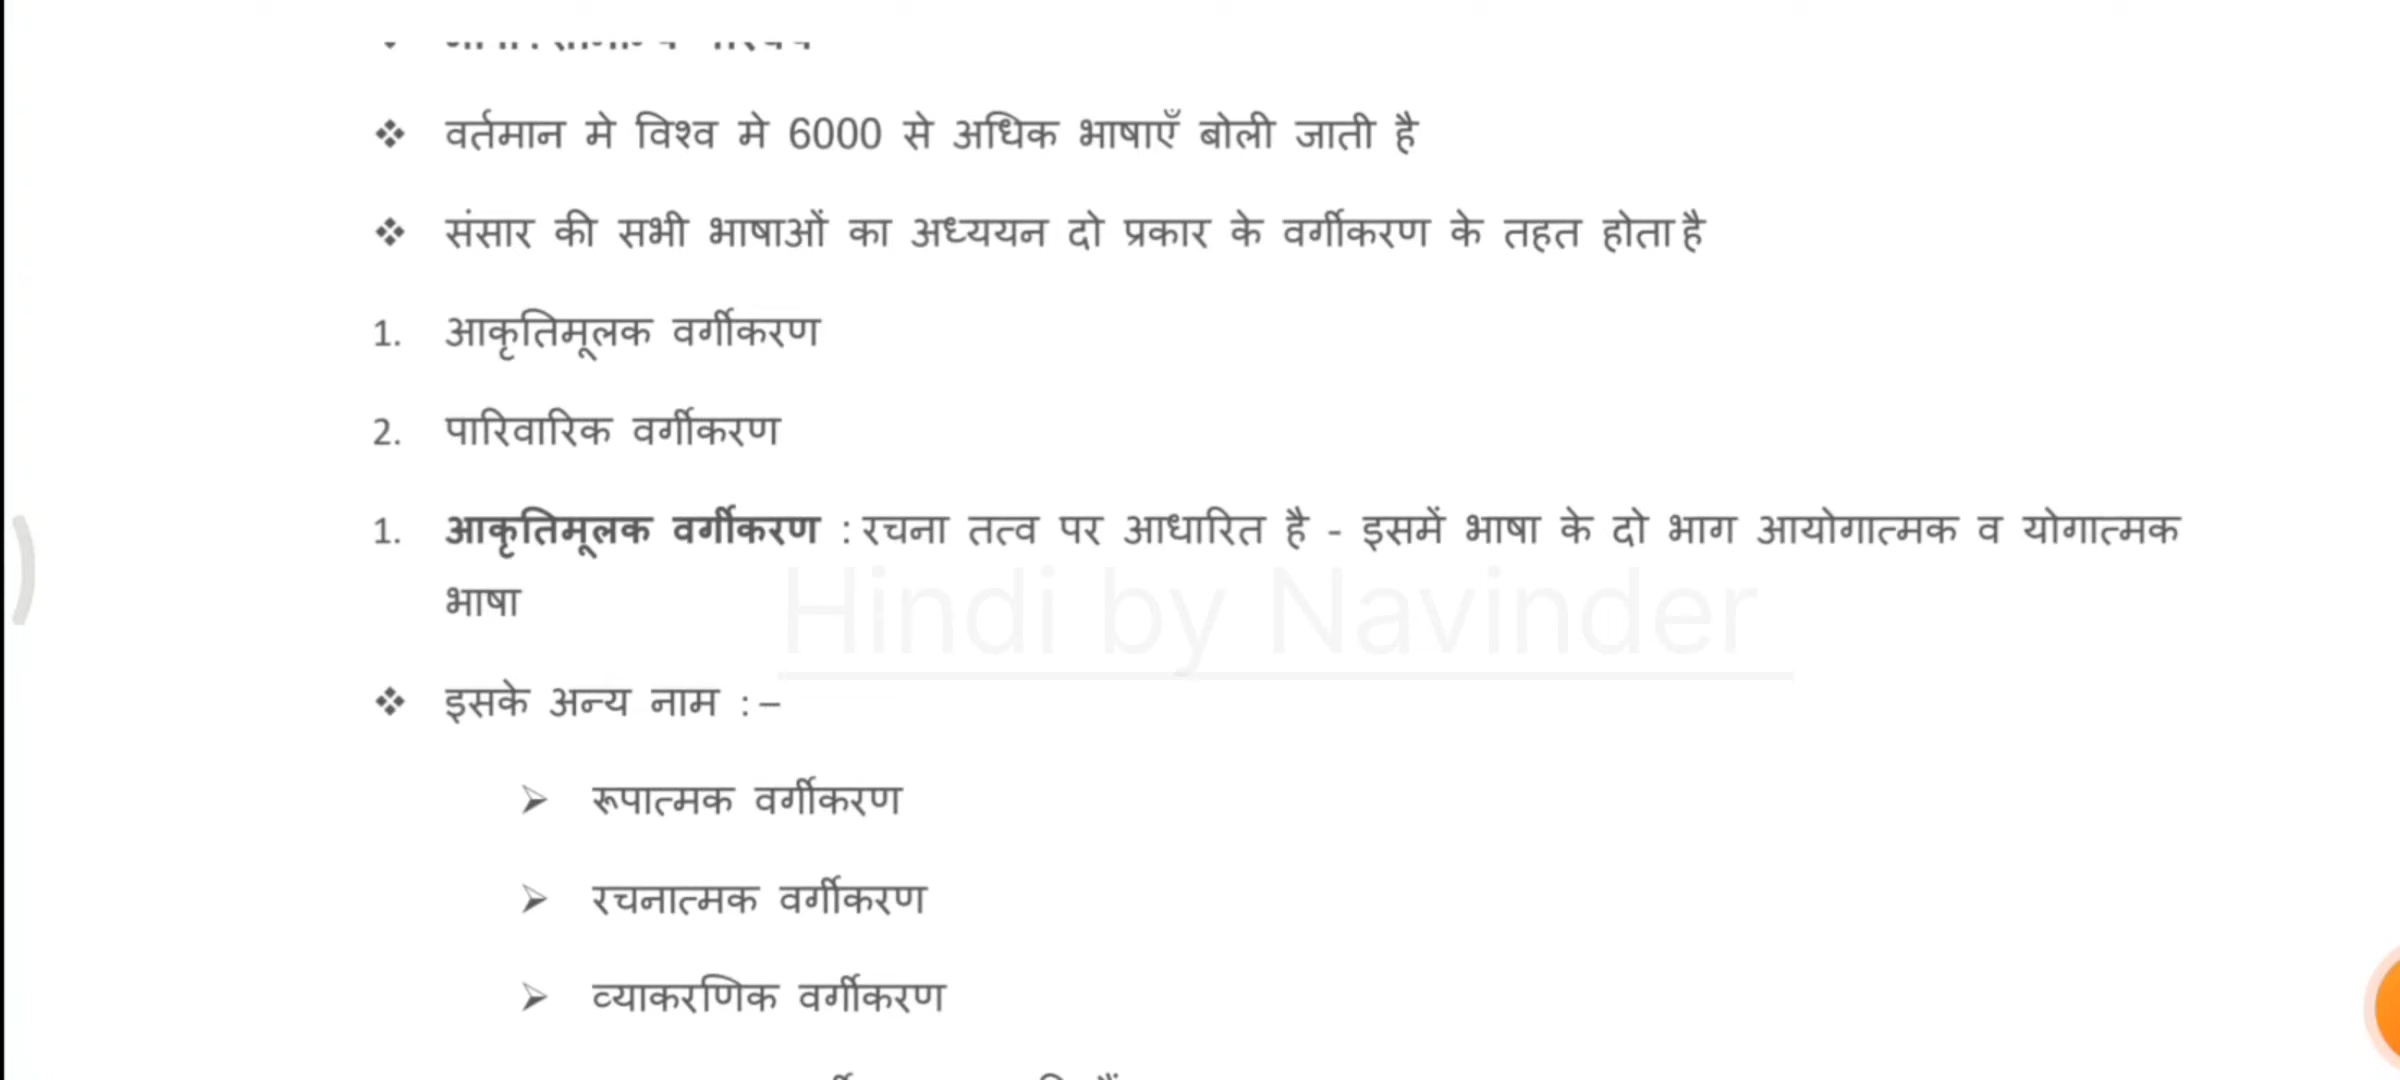 ❖ वर्तमान मे विश्व मे 6000 से अधिक भाषाएँ बोली जाती है
❖ संसार की सभी भाषाओं का अध्ययन दो प्रकार के वर्गीकरण के तहत होता है
1. आकृतिमूलक वर्गीकरण
2. पारिवारिक वर्गीकरण
1. आकृतिमूलक वर्गीकरण : रचना तत्व पर आधारित है - इसमें भाषा के दो भाग आयोगात्मक व योगात्मक
भाषा
Hindi by Navinder
❖ इसके अन्य नाम :–
➢ रूपात्मक वर्गीकरण
➢ रचनात्मक वर्गीकरण
➢ व्याकरणिक वर्गीकरण